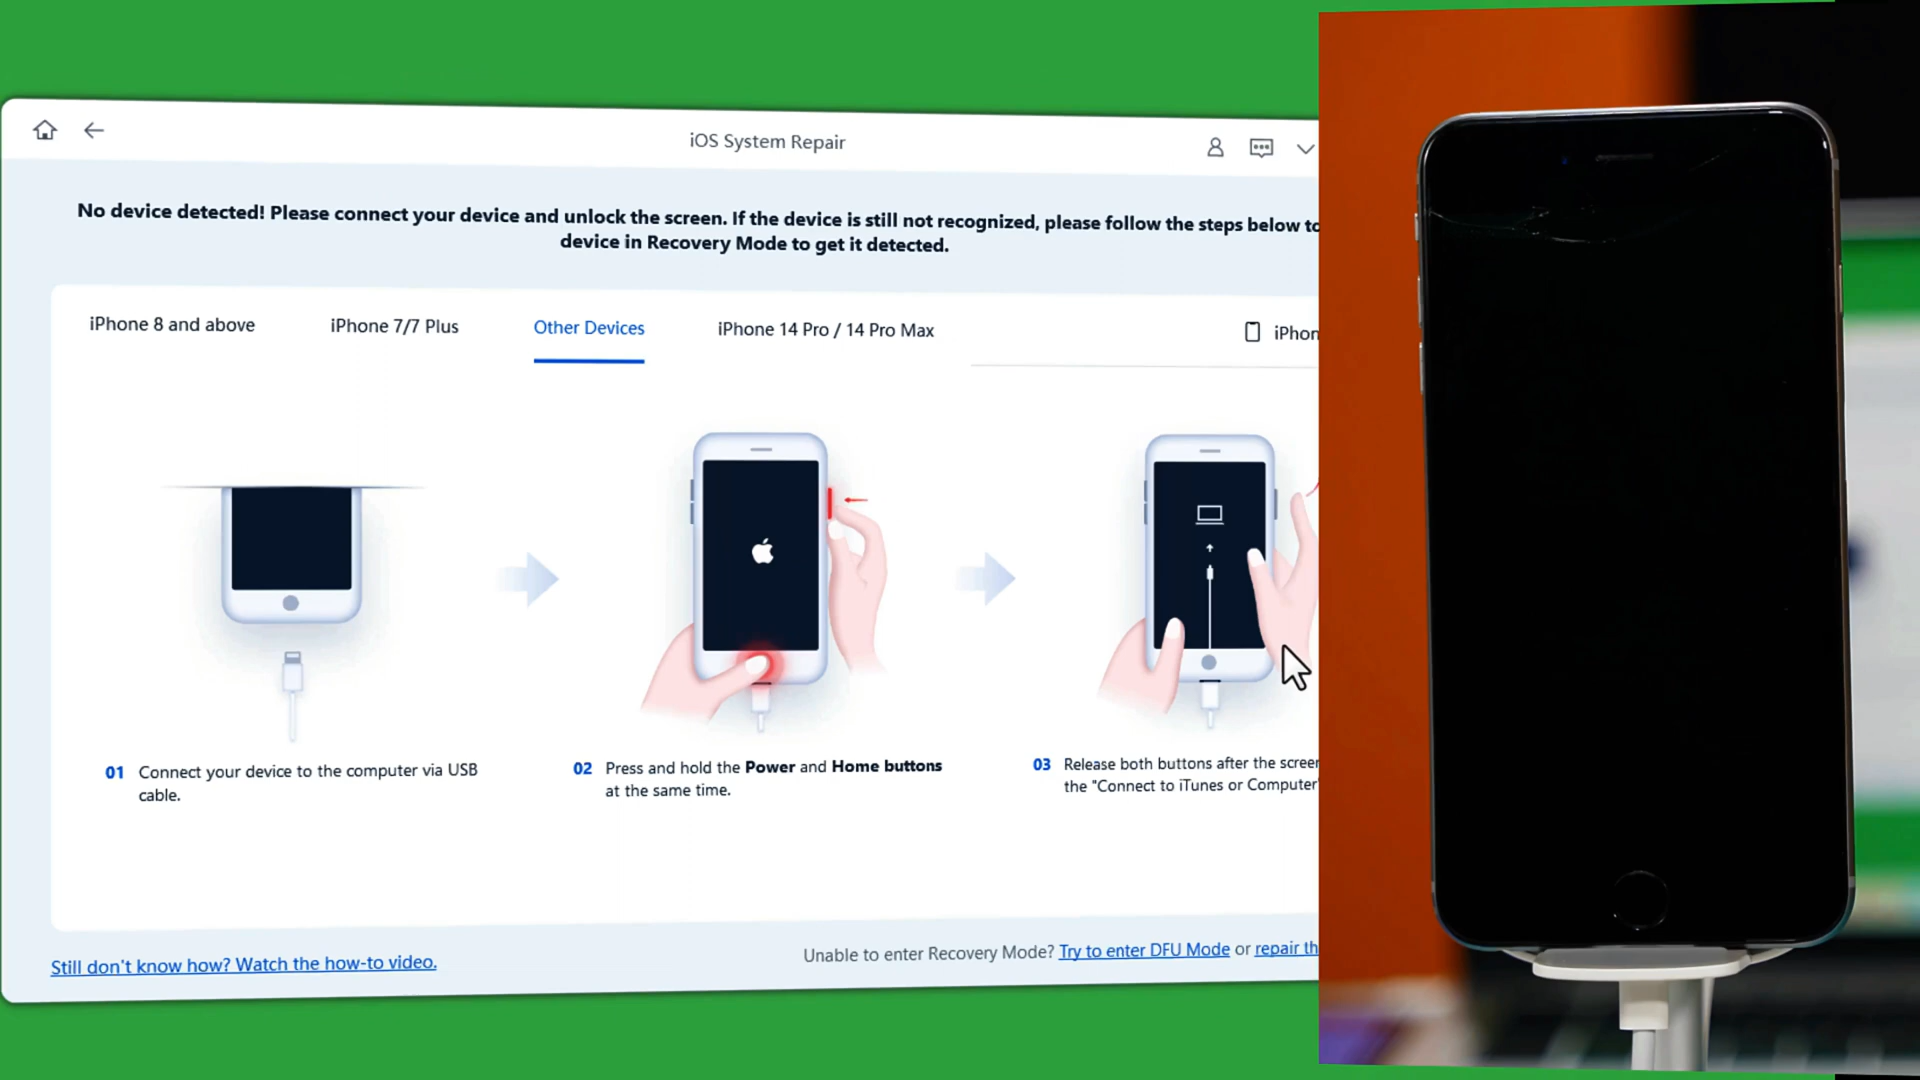 iOS System Repair
No device detected! Please connect your device and unlock the screen. If the device is still not recognized, please follow the steps below to
device in Recovery Mode to get it detected.
iPhone 8 and above
iPhone 7/7 Plus
Other Devices
iPhone 14 Pro / 14 Pro Max
iPhon
01 Connect your device to the computer via USB
cable.
02 Press and hold the Power and Home buttons
at the same time.
03 Release both buttons after the screen
the "Connect to iTunes or Computer"
Still don't know how? Watch the how-to video.
Unable to enter Recovery Mode? Try to enter DFU Mode or repair th